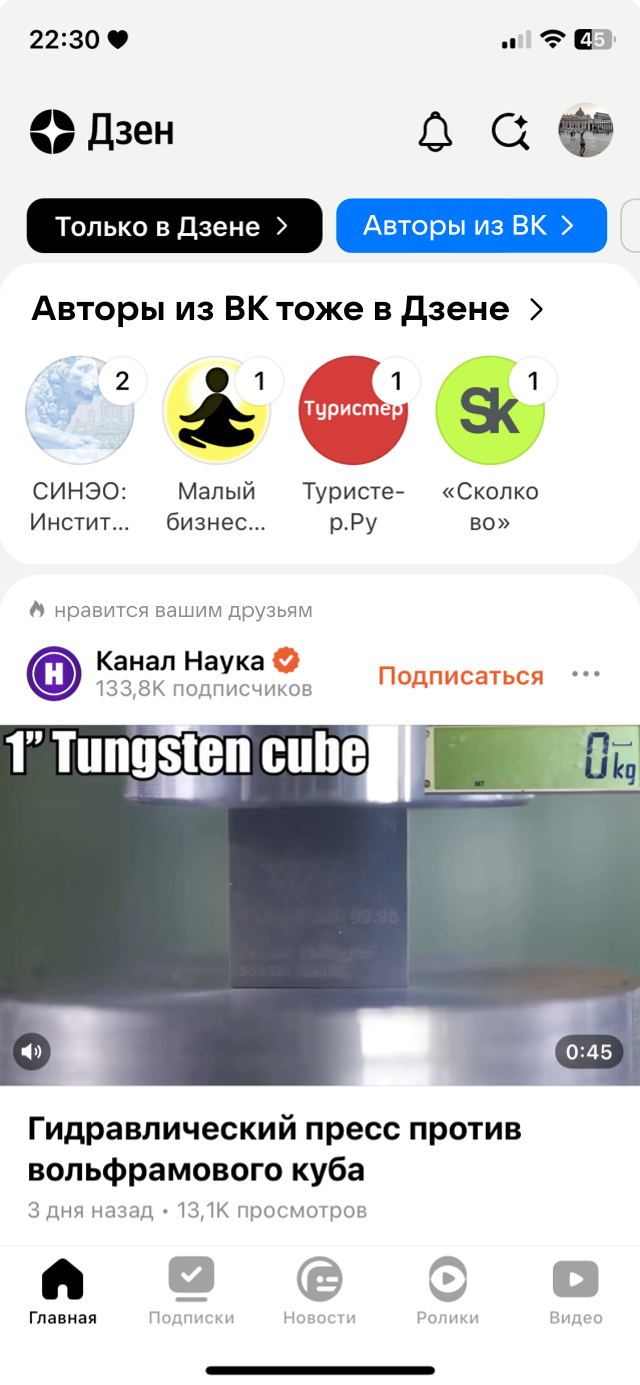 22:30
45
Дзен
Только в Дзене
Авторы из ВК
Авторы из ВК тоже в Дзене
2
1
1
1
Туристер
Sk
СИНЭО:
Инстит...
Малый
бизнес...
Туристе-
р.Ру
«Сколко
во»
нравится вашим друзьям
Н
Канал Наука
133,8K подписчиков
Подписаться
1” Tungsten cube
0 kg
NET
99.95
0:45
Гидравлический пресс против
вольфрамового куба
3 дня назад • 13,1K просмотров
Главная
Подписки
Новости
Ролики
Видео